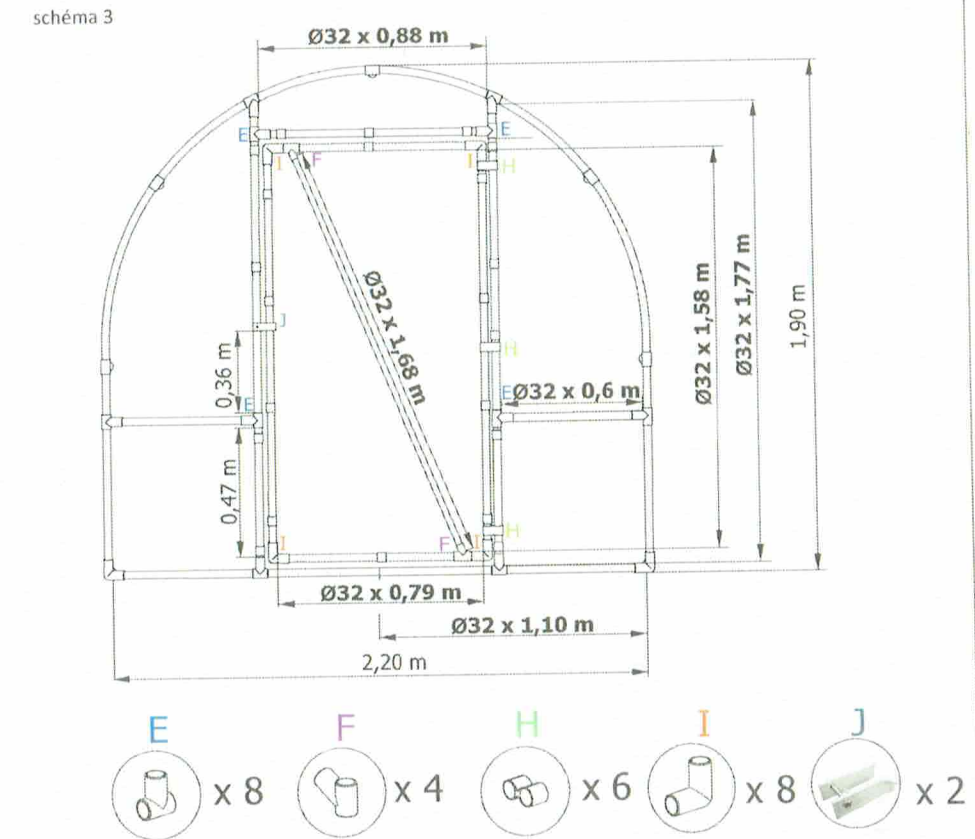 schéma 3
Ø32 x 0,88 m
E
E
I
F
I
H
Ø32 x 1,68 m
Ø32 x 1,58 m
Ø32 x 1,77 m
1,90 m
J
H
0,36 m
E
E
Ø32 x 0,6 m
0,47 m
H
I
F
I
Ø32 x 0,79 m
Ø32 x 1,10 m
2,20 m
E F H I J
x 8 x 4 x 6 x 8 x 2